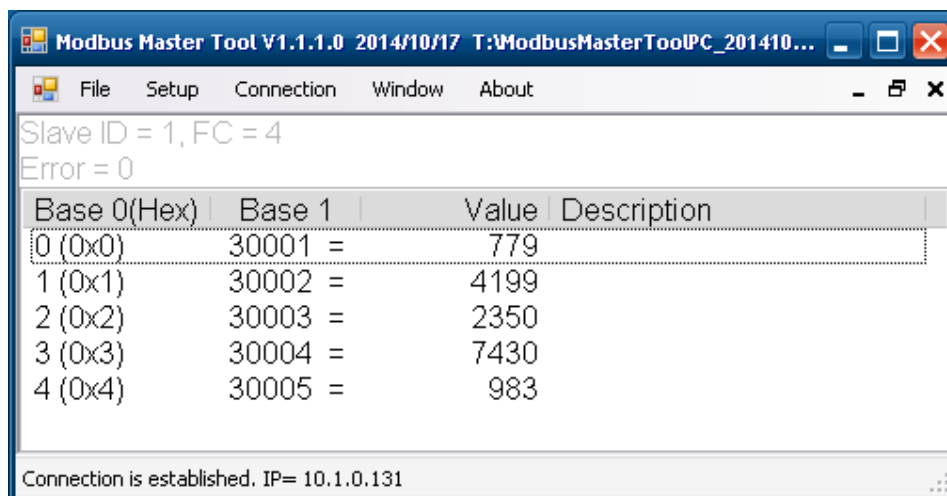 Modbus Master Tool V1.1.1.0 2014/10/17 T:\ModbusMasterToolPC_201410...
File Setup Connection Window About
Slave ID = 1, FC = 4
Error = 0
Base 0(Hex) Base 1 Value Description
0 (0x0) 30001 = 779
1 (0x1) 30002 = 4199
2 (0x2) 30003 = 2350
3 (0x3) 30004 = 7430
4 (0x4) 30005 = 983
Connection is established. IP= 10.1.0.131